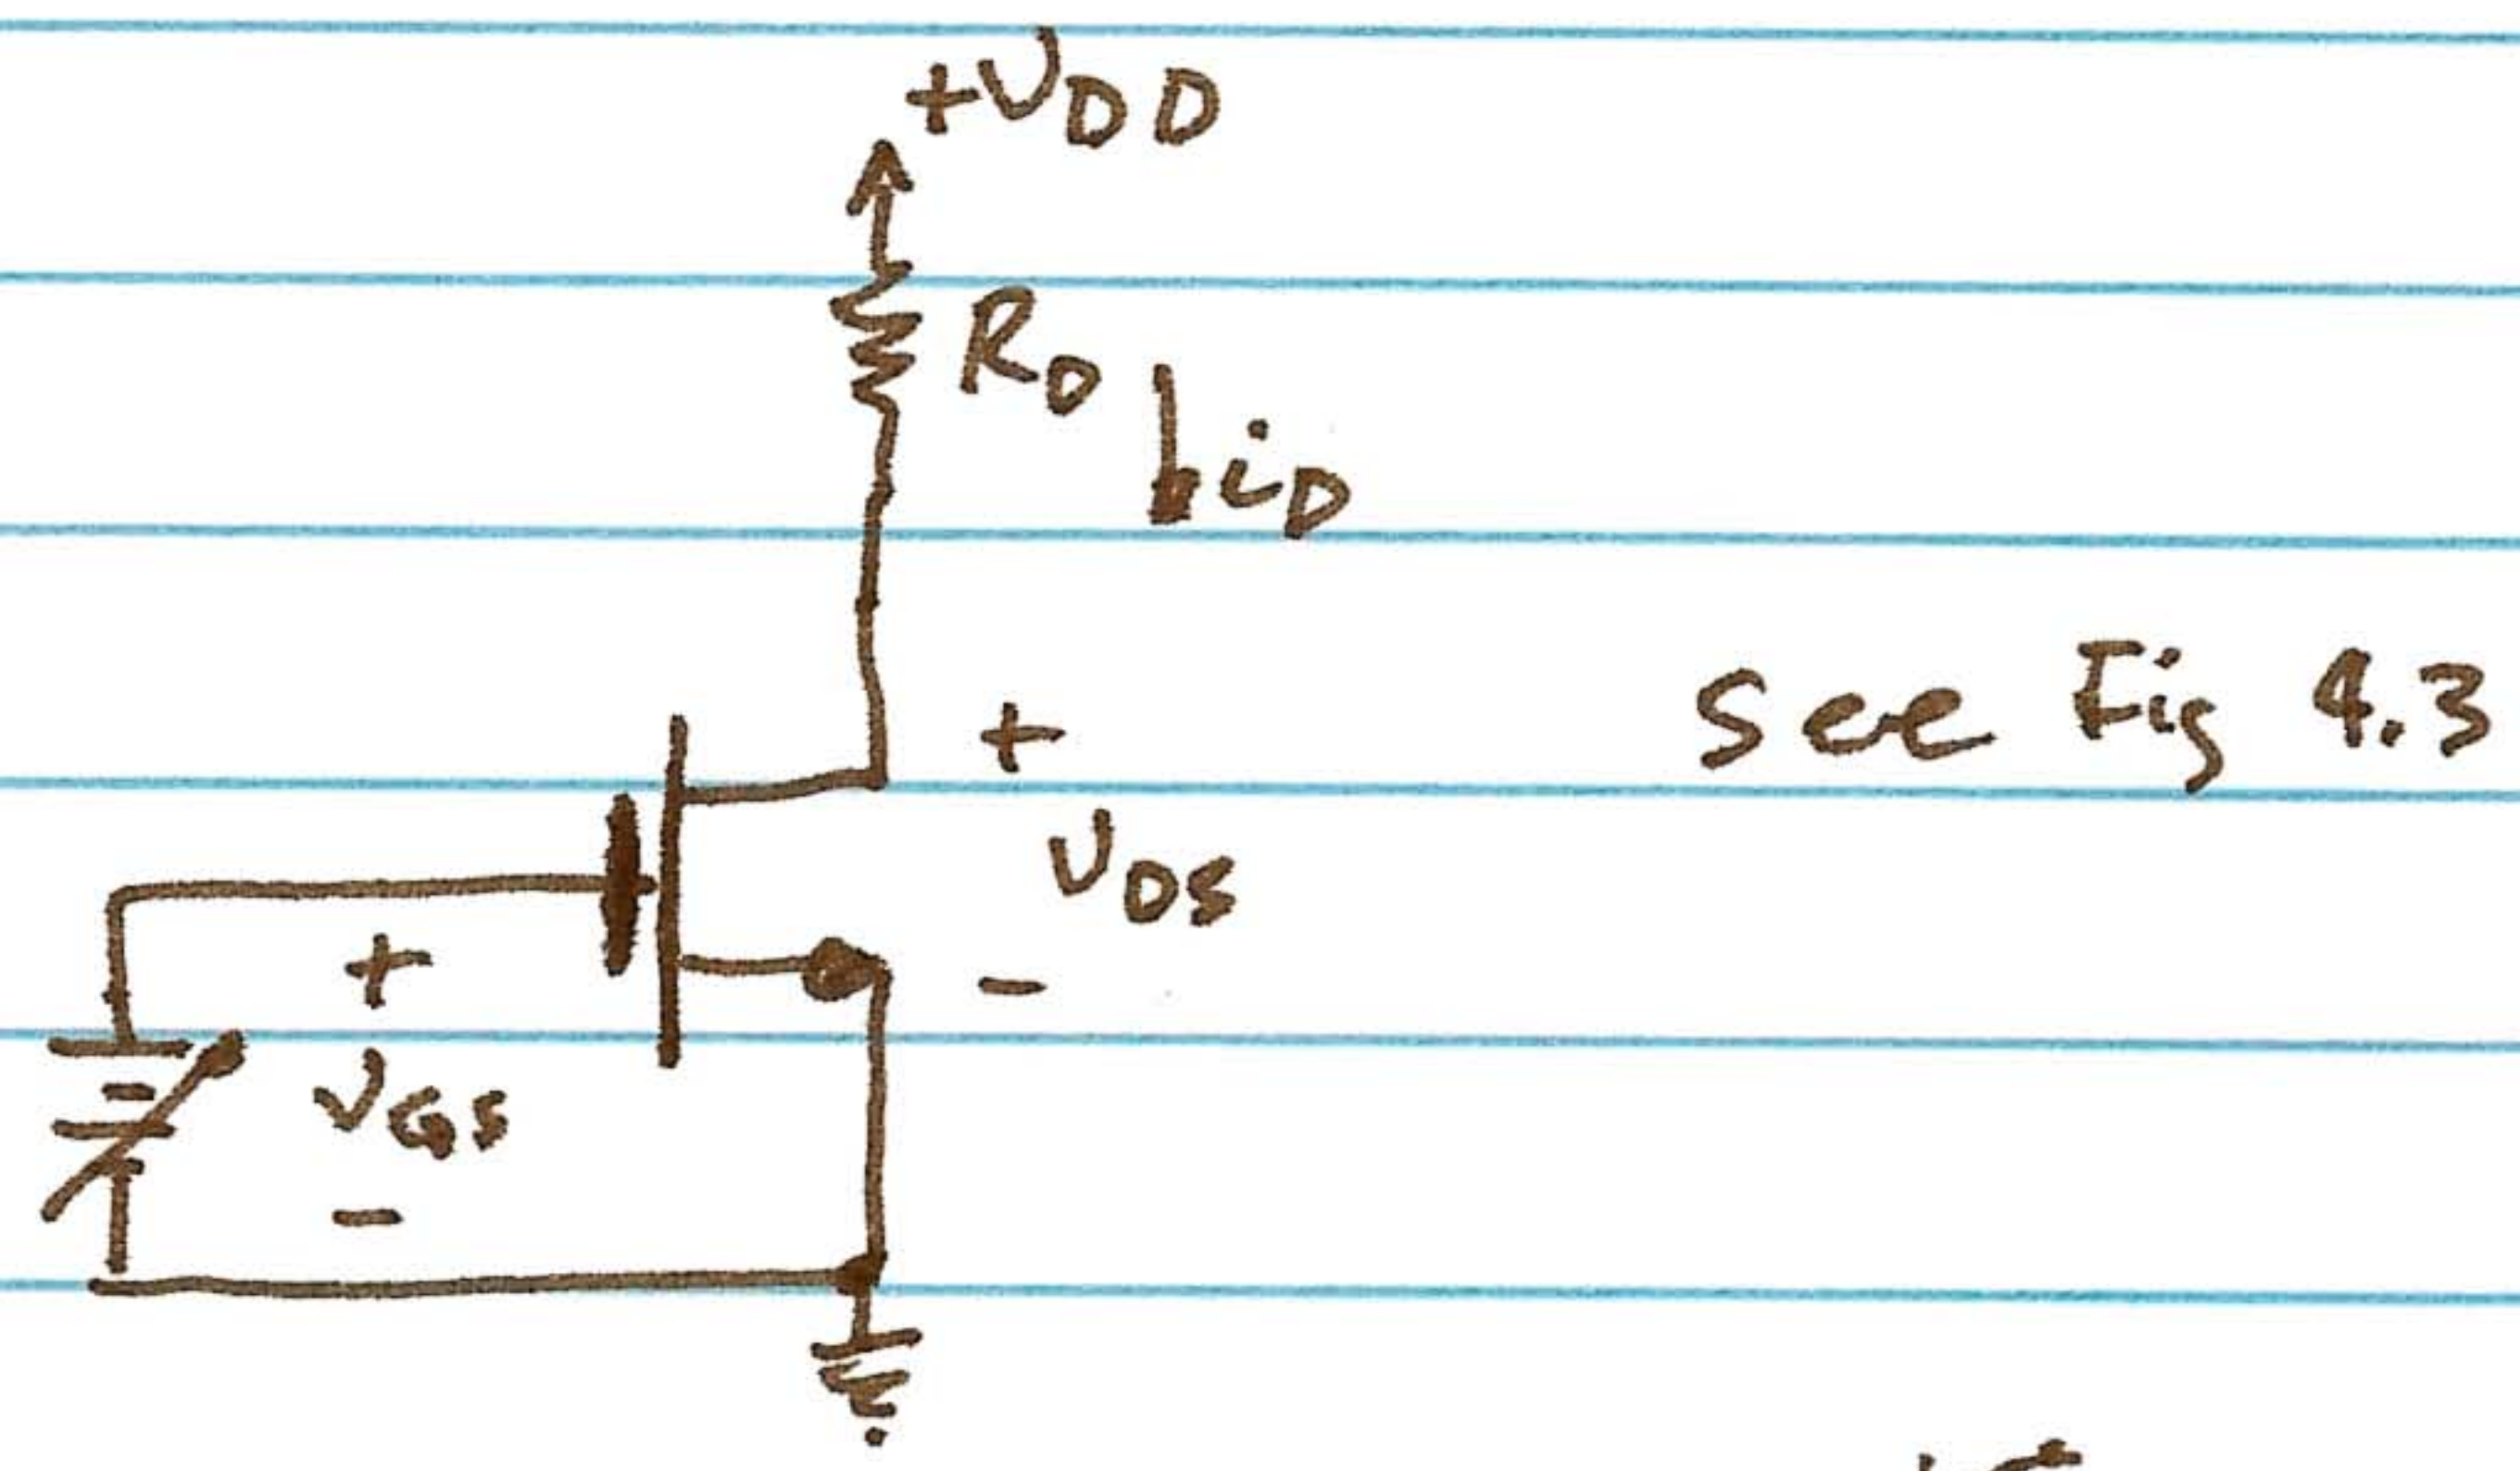 +VDD
RD
iD
See Fig 4.3
+
VDS
-
+
VGS
-